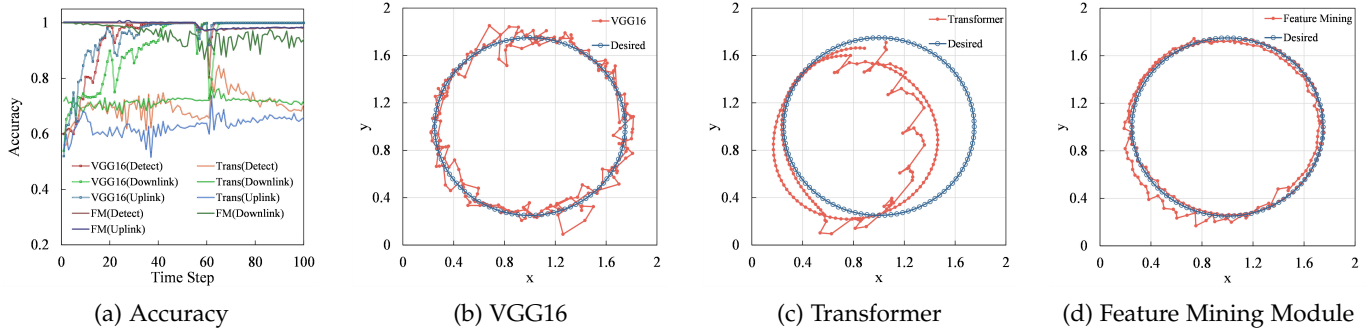 1
0.8
0.6
0.4
0.2
Accuracy
VGG16(Detect)
VGG16(Downlink)
VGG16(Uplink)
FM(Detect)
FM(Uplink)
Trans(Detect)
Trans(Downlink)
Trans(Uplink)
FM(Downlink)
0 20 40 60 80 100
Time Step
(a) Accuracy
2
1.6
1.2
0.8
0.4
0
y
VGG16
Desired
0 0.4 0.8 1.2 1.6 2
x
(b) VGG16
2
1.6
1.2
0.8
0.4
0
y
Transformer
Desired
0 0.4 0.8 1.2 1.6 2
x
(c) Transformer
2
1.6
1.2
0.8
0.4
0
y
Feature Mining
Desired
0 0.4 0.8 1.2 1.6 2
x
(d) Feature Mining Module